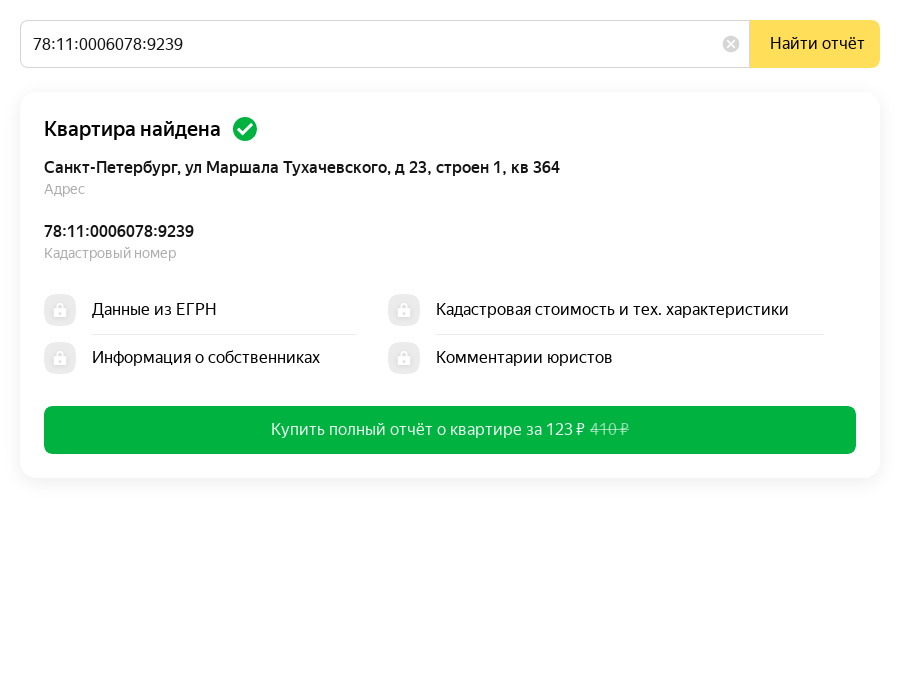 78:11:0006078:9239
Найти отчёт
Квартира найдена
Санкт-Петербург, ул Маршала Тухачевского, д 23, строен 1, кв 364
Адрес
78:11:0006078:9239
Кадастровый номер
Данные из ЕГРН
Кадастровая стоимость и тех. характеристики
Информация о собственниках
Комментарии юристов
Купить полный отчёт о квартире за 123 ₽ 410 ₽